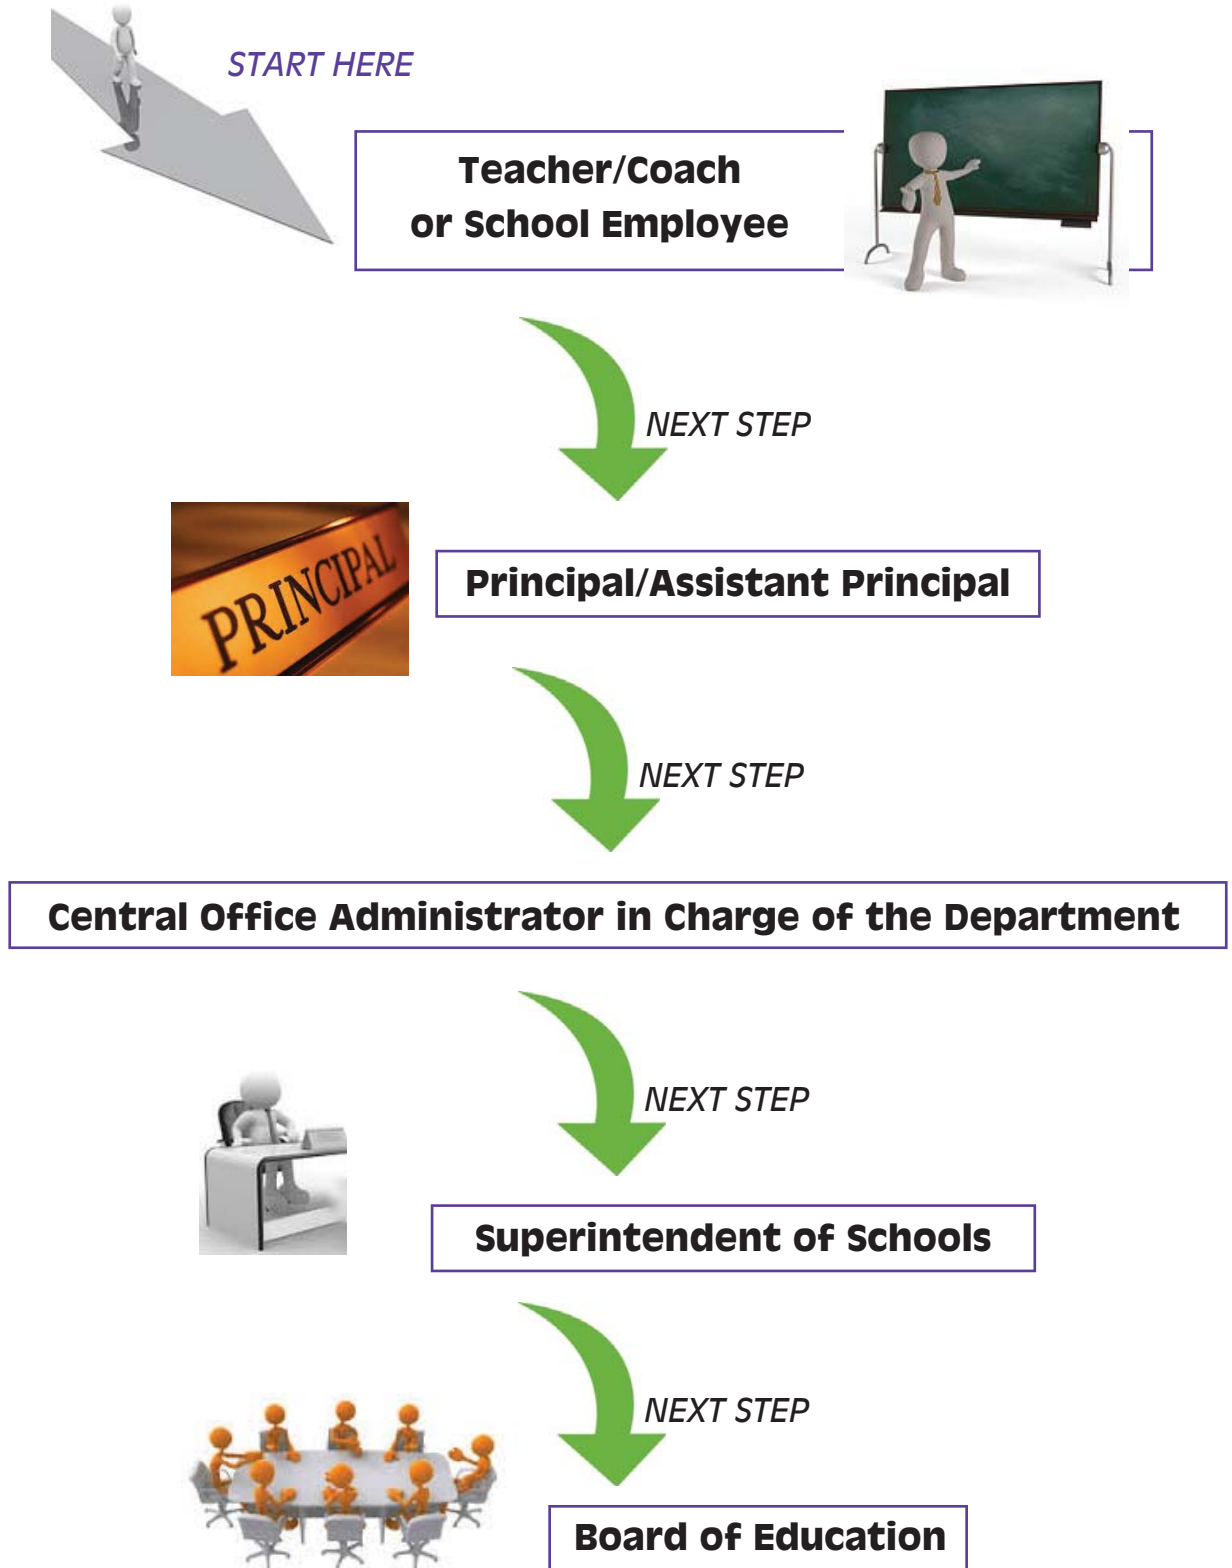 START HERE
Teacher/Coach
or School Employee
NEXT STEP
PRINCIPAL
Principal/Assistant Principal
NEXT STEP
Central Office Administrator in Charge of the Department
NEXT STEP
Superintendent of Schools
NEXT STEP
Board of Education